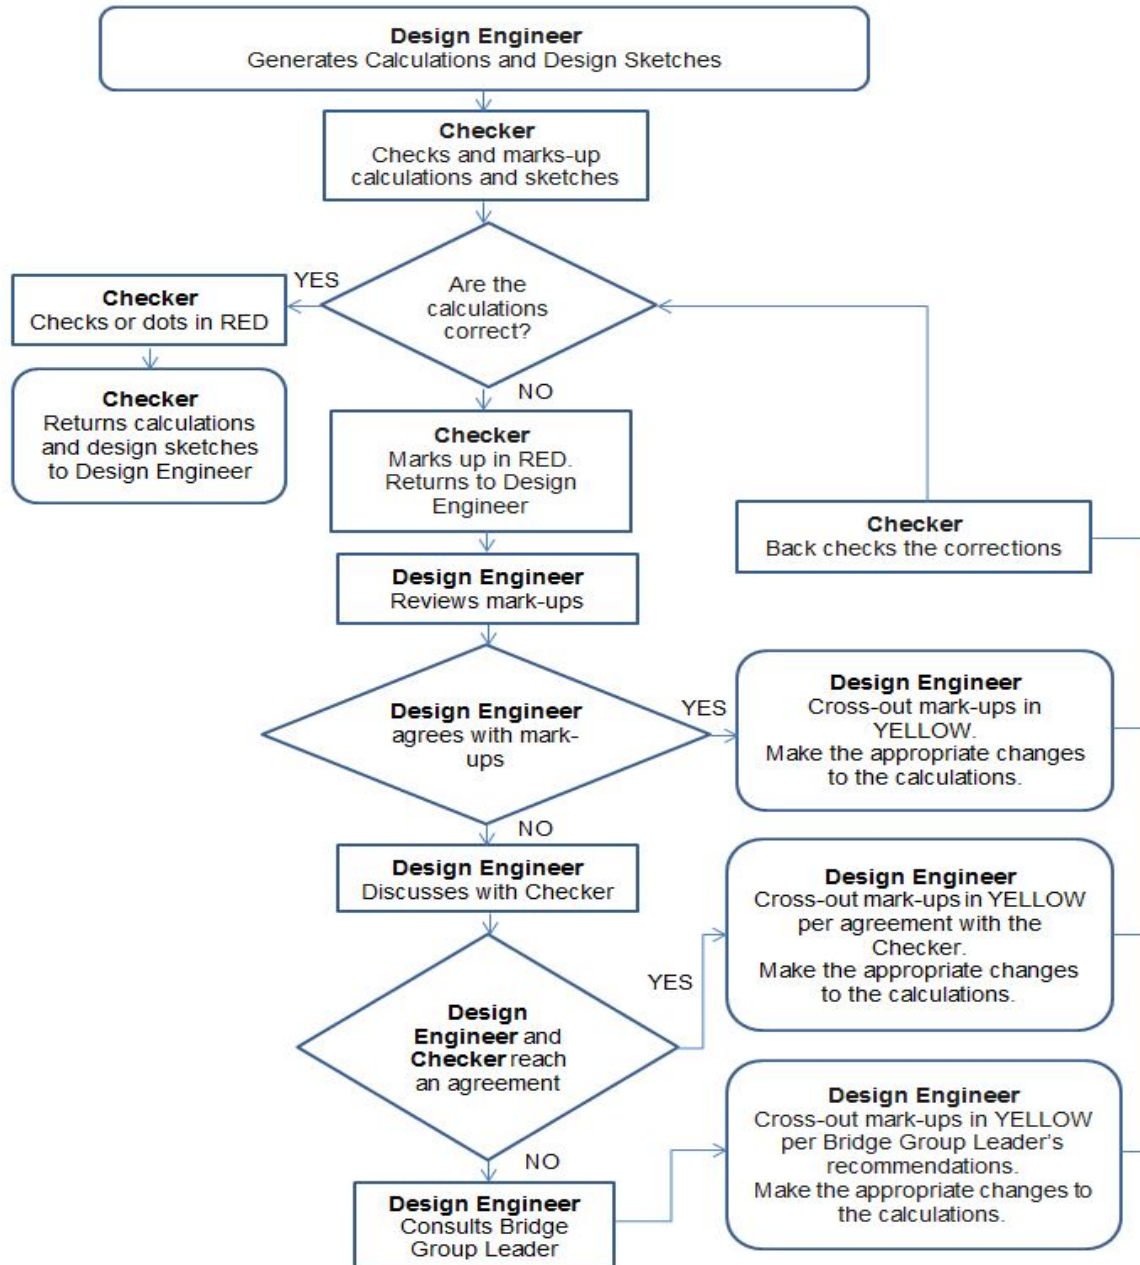 Design Engineer
Generates Calculations and Design Sketches
Checker
Checks and marks-up
calculations and sketches
Are the
calculations
correct?
YES
Checker
Checks or dots in RED
Checker
Returns calculations
and design sketches
to Design Engineer
NO
Checker
Marks up in RED.
Returns to Design
Engineer
Checker
Back checks the corrections
Design Engineer
Reviews mark-ups
Design Engineer
agrees with mark-
ups
YES
Design Engineer
Cross-out mark-ups in
YELLOW.
Make the appropriate changes
to the calculations.
NO
Design Engineer
Discusses with Checker
Design
Engineer and
Checker reach
an agreement
YES
Design Engineer
Cross-out mark-ups in YELLOW
per agreement with the
Checker.
Make the appropriate changes
to the calculations.
NO
Design Engineer
Consults Bridge
Group Leader
Design Engineer
Cross-out mark-ups in YELLOW
per Bridge Group Leader's
recommendations.
Make the appropriate changes to
the calculations.